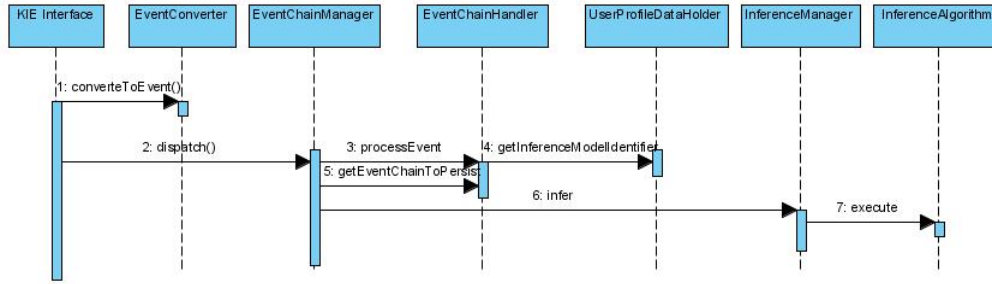 KIE Interface
EventConverter
EventChainManager
EventChainHandler
UserProfileDataHolder
InferenceManager
InferenceAlgorithm
1: converteToEvent()
2: dispatch()
3: processEvent
4: getInferenceModelIdentifier
5: getEventChainToPersist
6: infer
7: execute